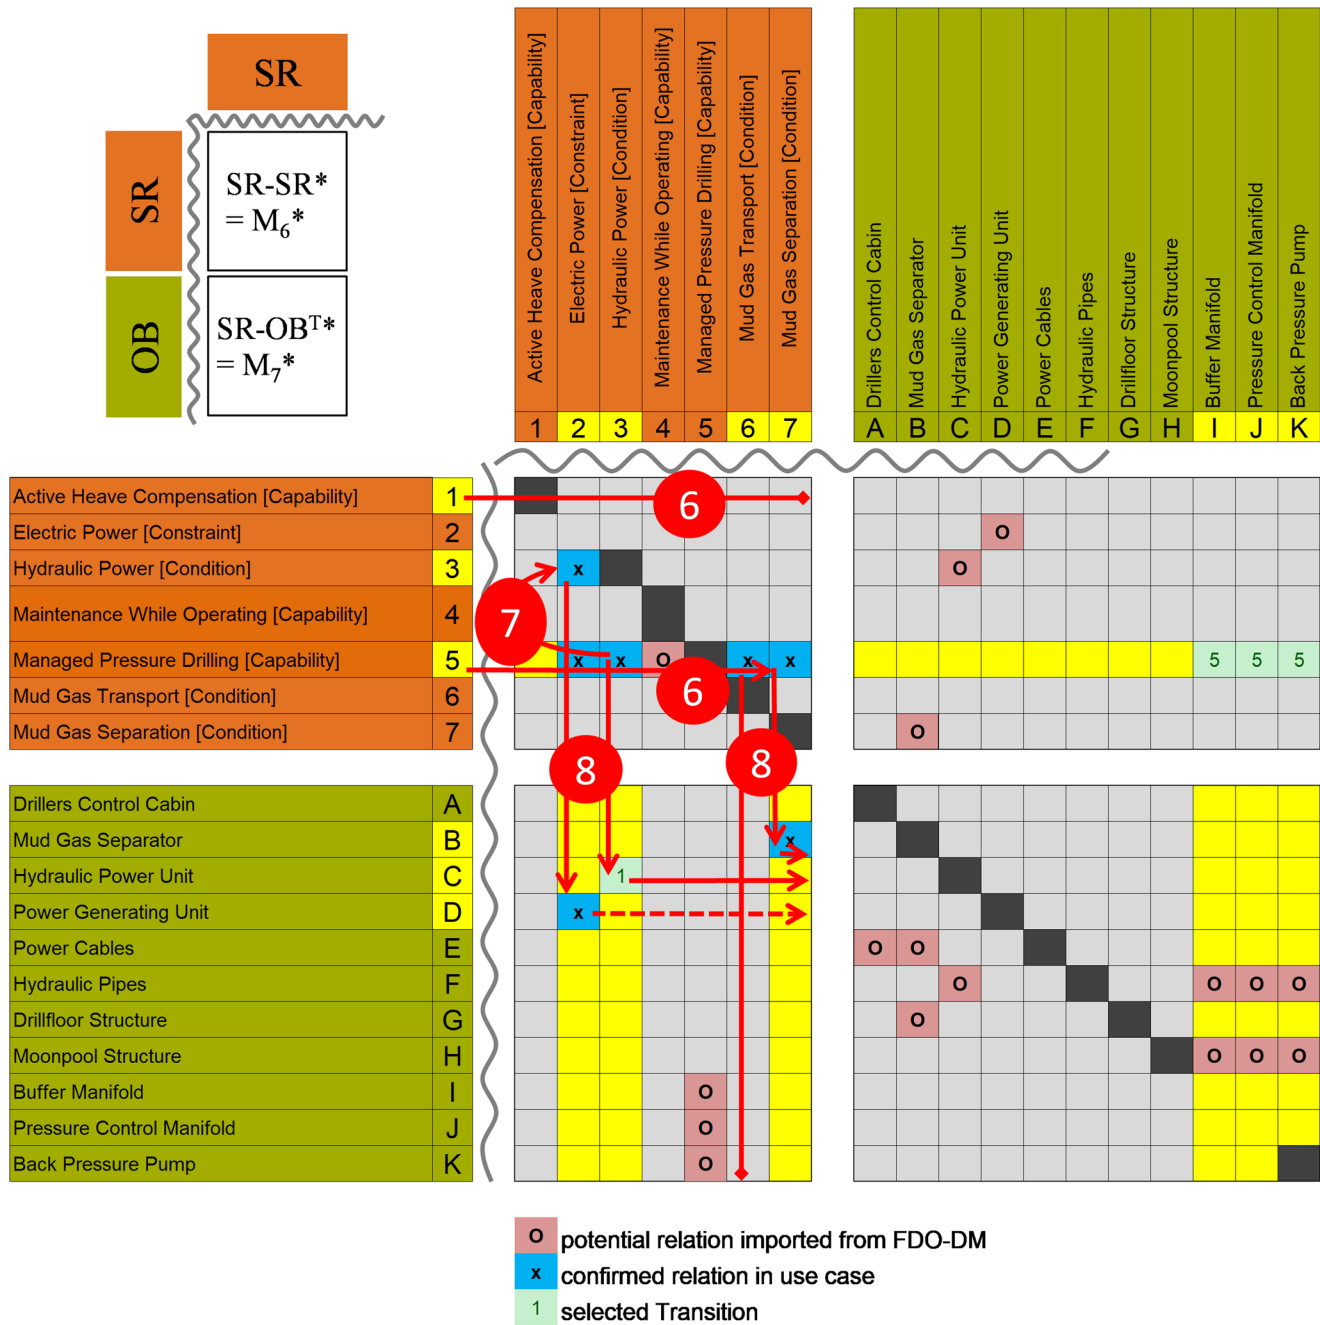 SR
SR
SR-SR*
= M6*
OB
SR-OBT*
= M7*
Active Heave Compensation [Capability]
Electric Power [Constraint]
Hydraulic Power [Condition]
Maintenance While Operating [Capability]
Managed Pressure Drilling [Capability]
Mud Gas Transport [Condition]
Mud Gas Separation [Condition]
1 2 3 4 5 6 7
Drillers Control Cabin
Mud Gas Separator
Hydraulic Power Unit
Power Generating Unit
Power Cables
Hydraulic Pipes
Drillfloor Structure
Moonpool Structure
Buffer Manifold
Pressure Control Manifold
Back Pressure Pump
A B C D E F G H I J K
Active Heave Compensation [Capability] 1 6
Electric Power [Constraint] 2 O
Hydraulic Power [Condition] 3 x O
Maintenance While Operating [Capability] 4
7
Managed Pressure Drilling [Capability] 5 x x O x x 5 5 5
6
Mud Gas Transport [Condition] 6
Mud Gas Separation [Condition] 7 O
8 8
Drillers Control Cabin A
Mud Gas Separator B x
Hydraulic Power Unit C 1
Power Generating Unit D x
Power Cables E O O
Hydraulic Pipes F O O O O
Drillfloor Structure G O
Moonpool Structure H O O O
Buffer Manifold I O
Pressure Control Manifold J O
Back Pressure Pump K O
O potential relation imported from FDO-DM
x confirmed relation in use case
1 selected Transition